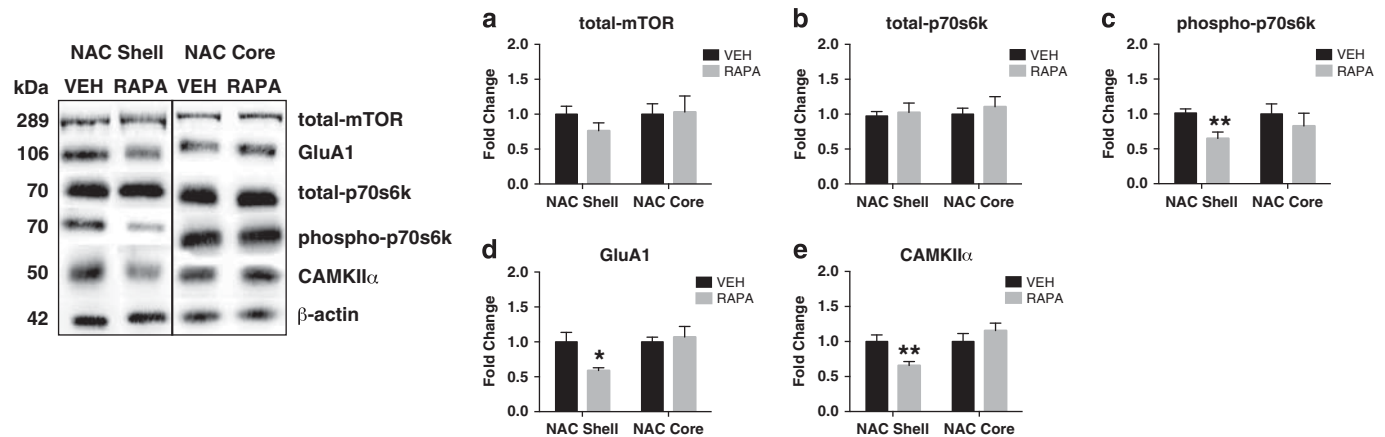 NAC Shell NAC Core
kDa VEH RAPA VEH RAPA
289 total-mTOR
106 GluA1
70 total-p70s6k
70 phospho-p70s6k
50 CAMKIIα
42 β-actin
a
total-mTOR
Fold Change
2.0
1.5
1.0
0.5
0.0
VEH
RAPA
NAC Shell NAC Core
b
total-p70s6k
Fold Change
2.0
1.5
1.0
0.5
0.0
VEH
RAPA
NAC Shell NAC Core
c
phospho-p70s6k
Fold Change
2.0
1.5
1.0
0.5
0.0
VEH
RAPA
**
NAC Shell NAC Core
d
GluA1
Fold Change
2.0
1.5
1.0
0.5
0.0
VEH
RAPA
*
NAC Shell NAC Core
e
CAMKIIα
Fold Change
2.0
1.5
1.0
0.5
0.0
VEH
RAPA
**
NAC Shell NAC Core